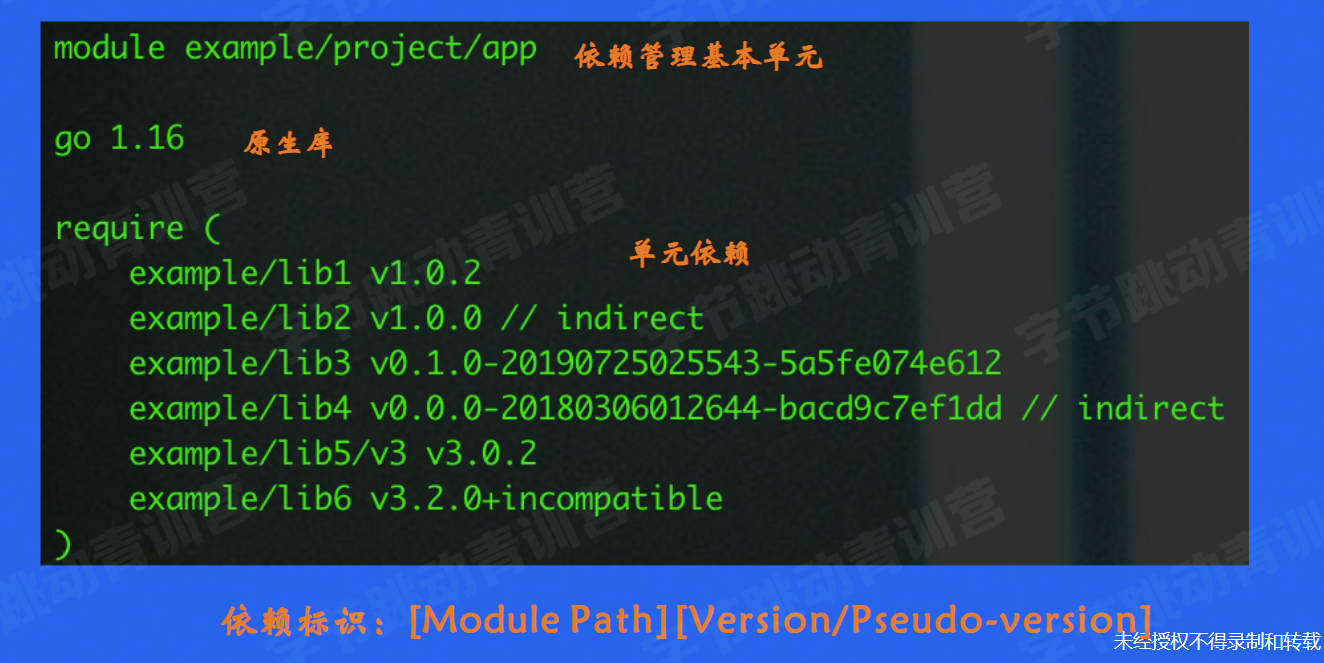 module example/project/app 依赖管理基本单元
go 1.16 原生库
require (
单元依赖
example/lib1 v1.0.2
example/lib2 v1.0.0 // indirect
example/lib3 v0.1.0-20190725025543-5a5fe074e612
example/lib4 v0.0.0-20180306012644-bacd9c7ef1dd // indirect
example/lib5/v3 v3.0.2
example/lib6 v3.2.0+incompatible
)
依赖标识：[Module Path][Version/Pseudo-version]
未经授权不得录制和转载
字节跳动青训营